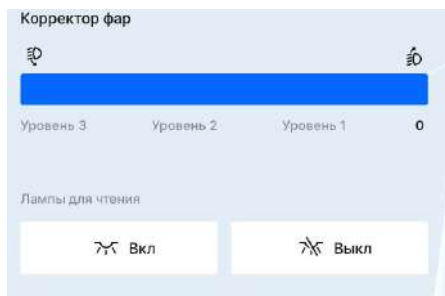 Корректор фар
Уровень 3 Уровень 2 Уровень 1 0
Лампы для чтения
Вкл Выкл